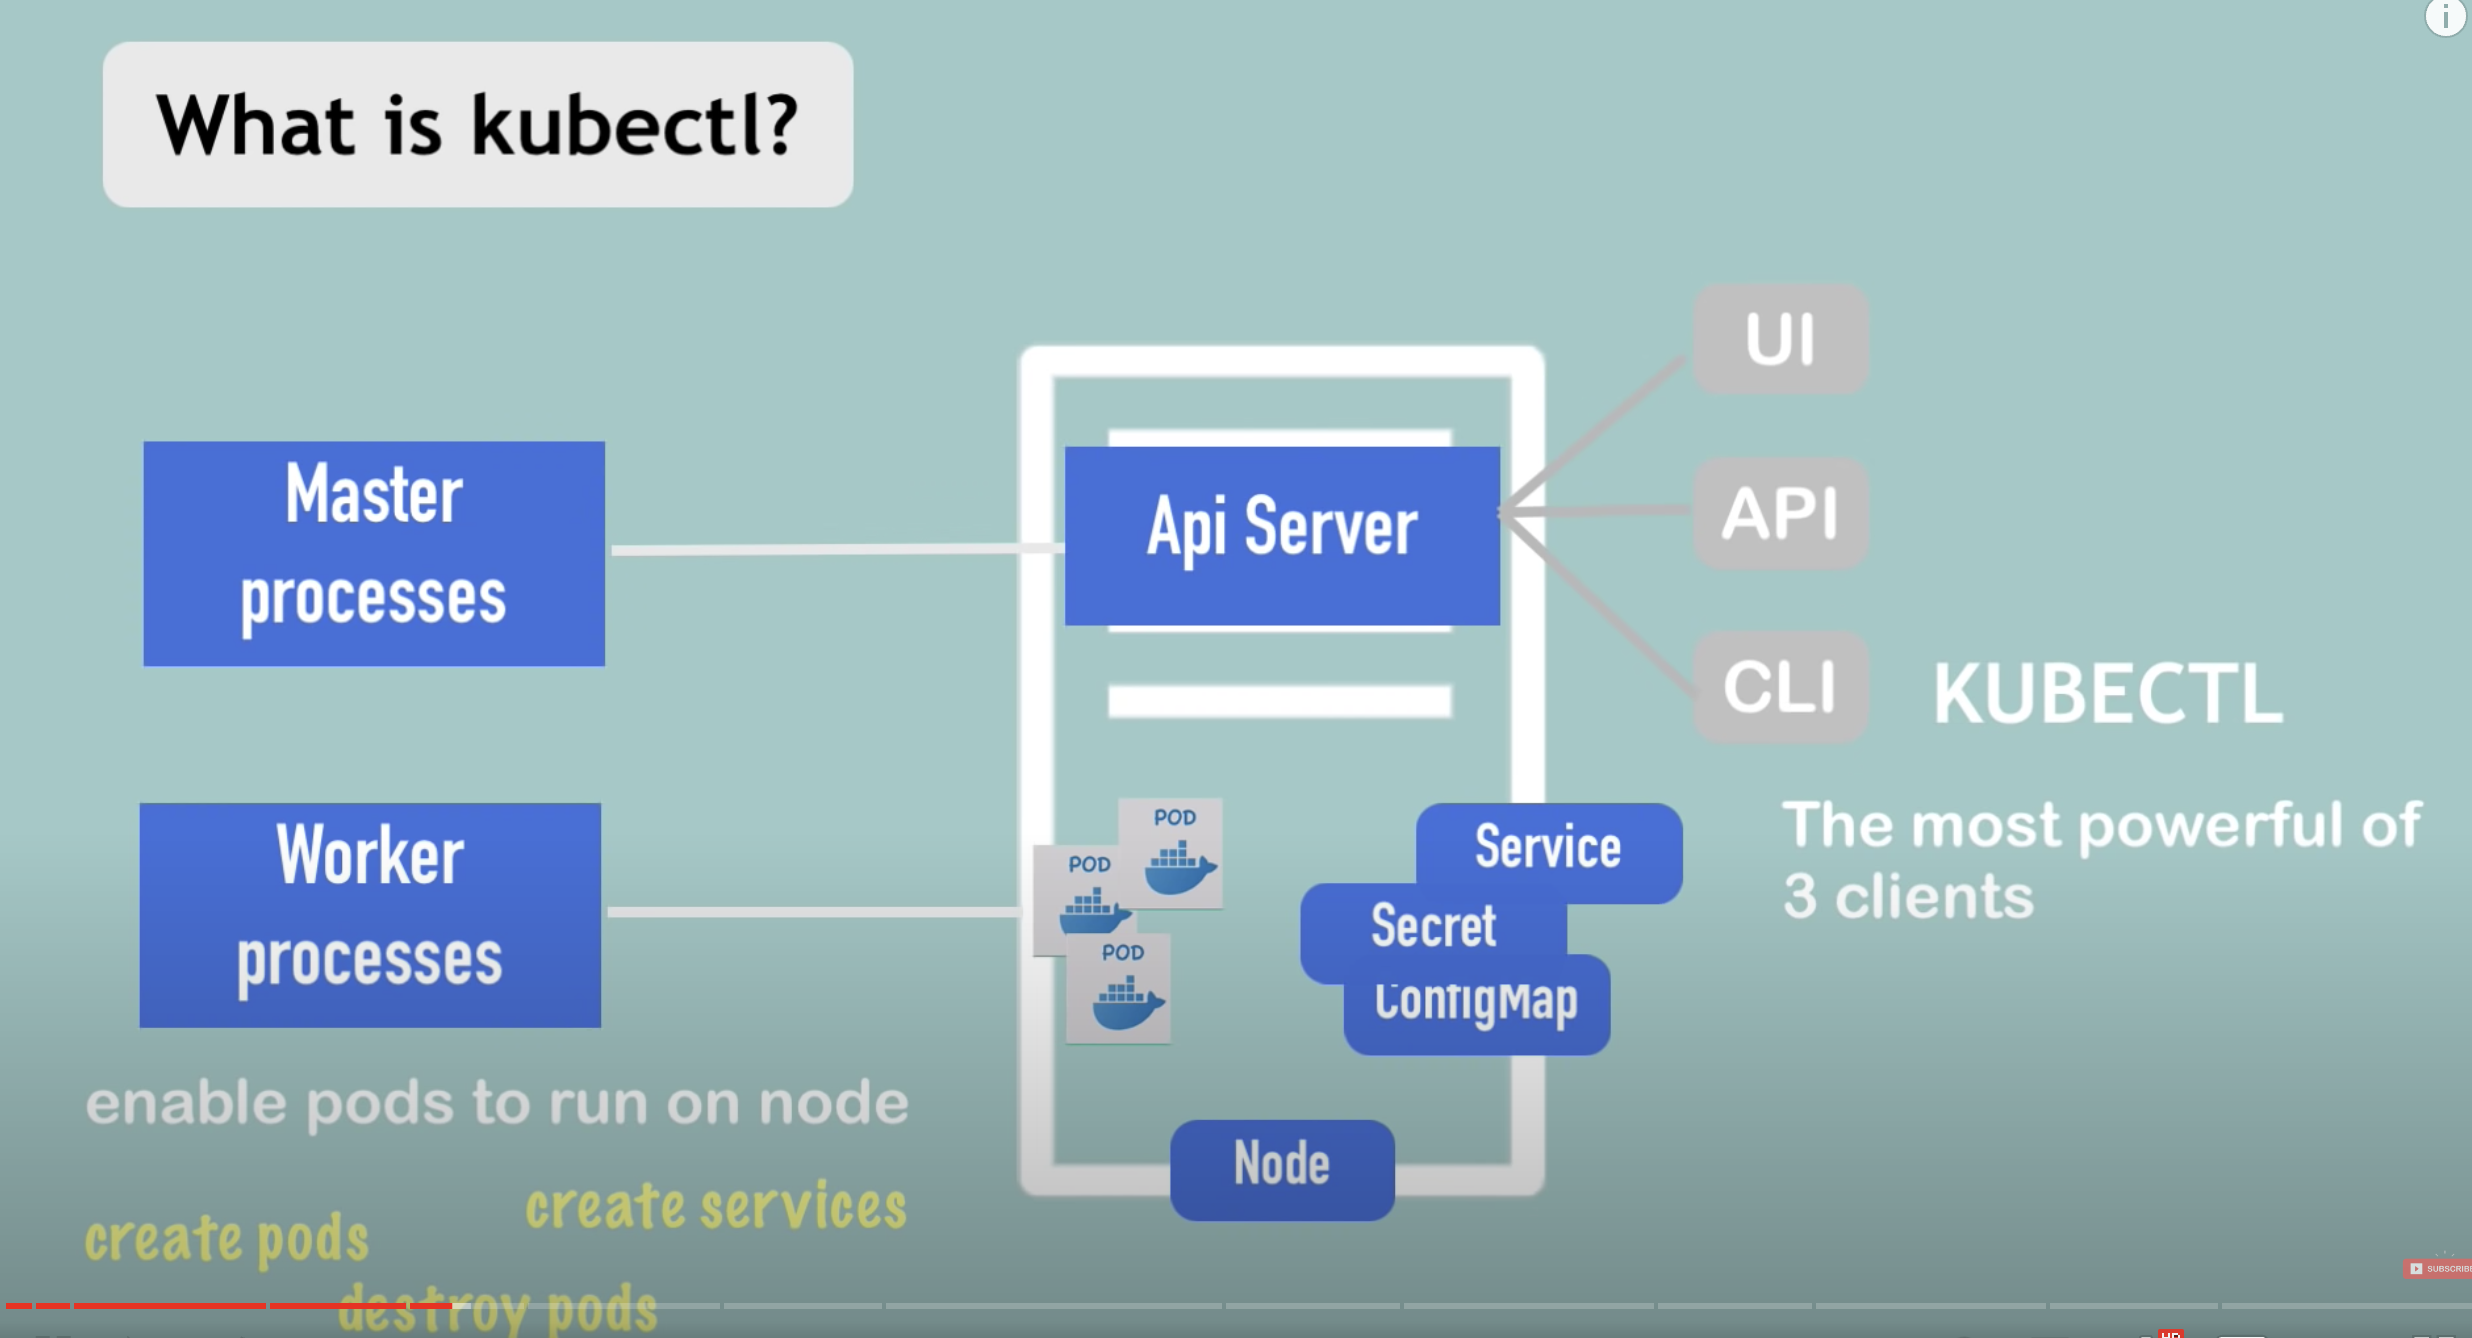 What is kubectl?
UI
API
CLI
KUBECTL
The most powerful of
3 clients
Master
processes
Api Server
Worker
processes
POD
POD
POD
Service
Secret
ConfigMap
Node
enable pods to run on node
create services
create pods
destroy pods
SUBSCRIBE
HD